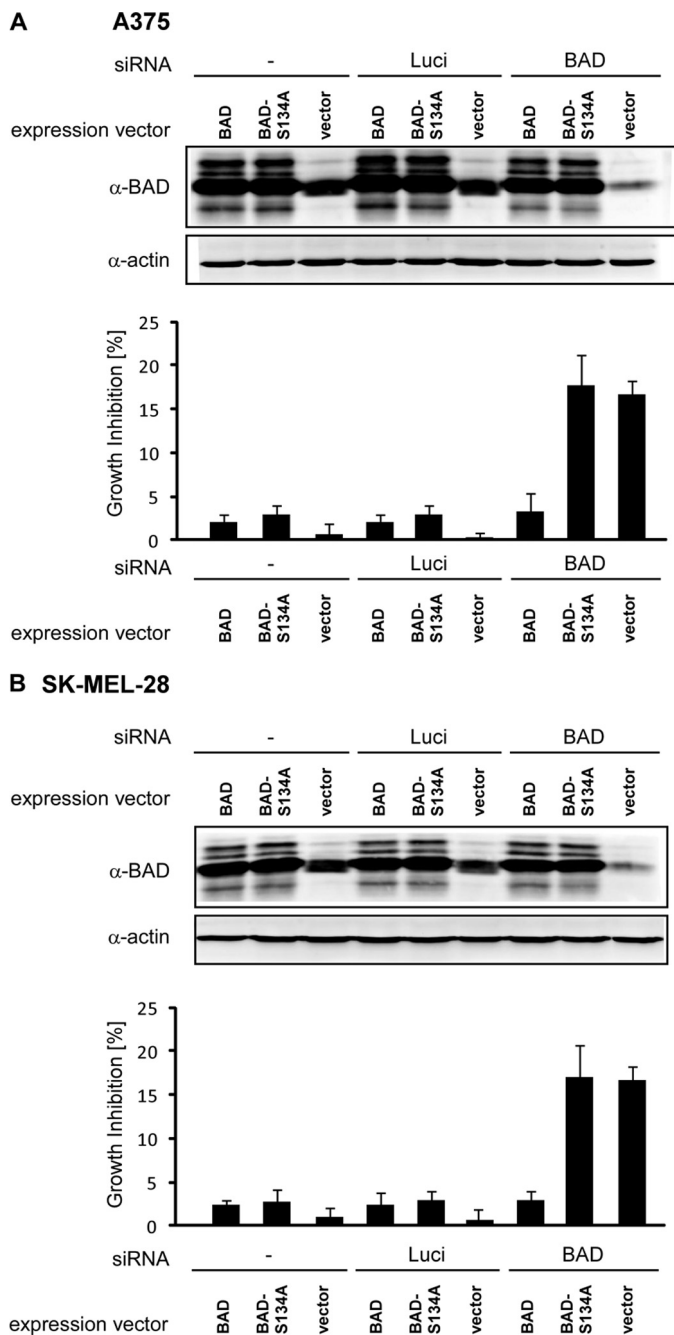 A A375
siRNA - Luci BAD
expression vector BAD BAD-S134A vector BAD BAD-S134A vector BAD BAD-S134A vector
α-BAD
α-actin
Growth Inhibition [%]
25
20
15
10
5
0
siRNA - Luci BAD
expression vector BAD BAD-S134A vector BAD BAD-S134A vector BAD BAD-S134A vector
B SK-MEL-28
siRNA - Luci BAD
expression vector BAD BAD-S134A vector BAD BAD-S134A vector BAD BAD-S134A vector
α-BAD
α-actin
Growth Inhibition [%]
25
20
15
10
5
0
siRNA - Luci BAD
expression vector BAD BAD-S134A vector BAD BAD-S134A vector BAD BAD-S134A vector